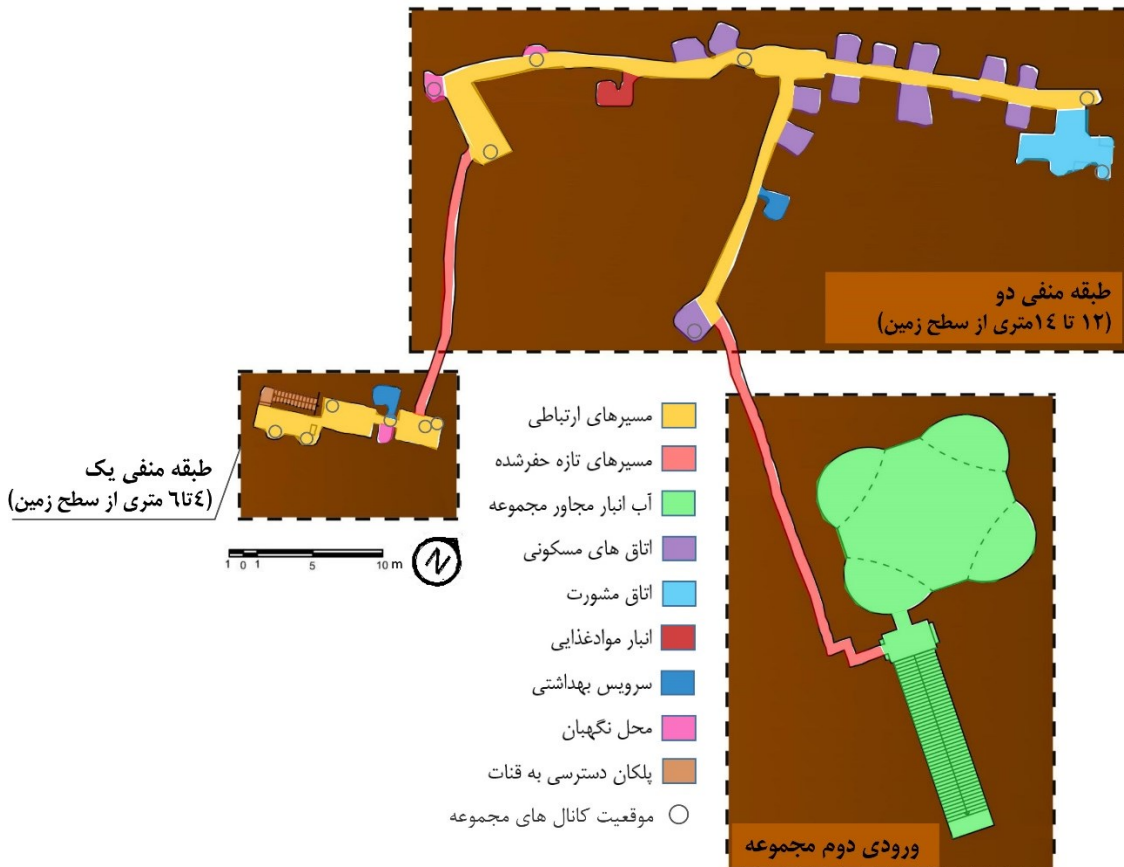 طبقه منفی دو
(۱۲ تا ۱٤متری از سطح زمین)
طبقه منفی یک
(٤تا٦ متری از سطح زمین)
1 0 1 5 10 m
N
مسیرهای ارتباطی
مسیرهای تازه حفرشده
آب انبار مجاور مجموعه
اتاق های مسکونی
اتاق مشورت
انبار موادغذایی
سرویس بهداشتی
محل نگهبان
پلکان دسترسی به قنات
موقعیت کانال های مجموعه
ورودی دوم مجموعه